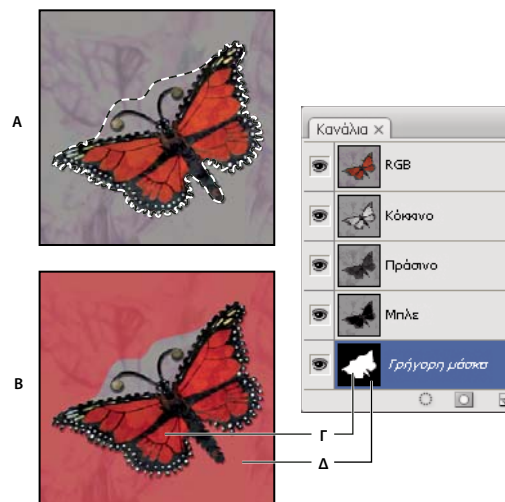 Α
Β
Κανάλια ×
RGB
Κόκκινο
Πράσινο
Μπλε
Γρήγορη μάσκα
Γ
Δ